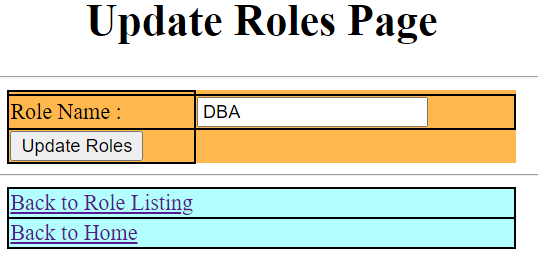 Update Roles Page
Role Name : DBA
Update Roles
Back to Role Listing
Back to Home